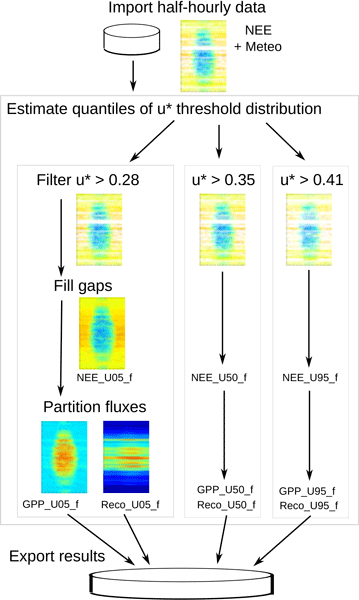 Import half-hourly data
NEE
+ Meteo
Estimate quantiles of u* threshold distribution
Filter u* > 0.28
u* > 0.35
u* > 0.41
Fill gaps
NEE_U05_f
NEE_U50_f
NEE_U95_f
Partition fluxes
GPP_U05_f
Reco_U05_f
GPP_U50_f
Reco_U50_f
GPP_U95_f
Reco_U95_f
Export results